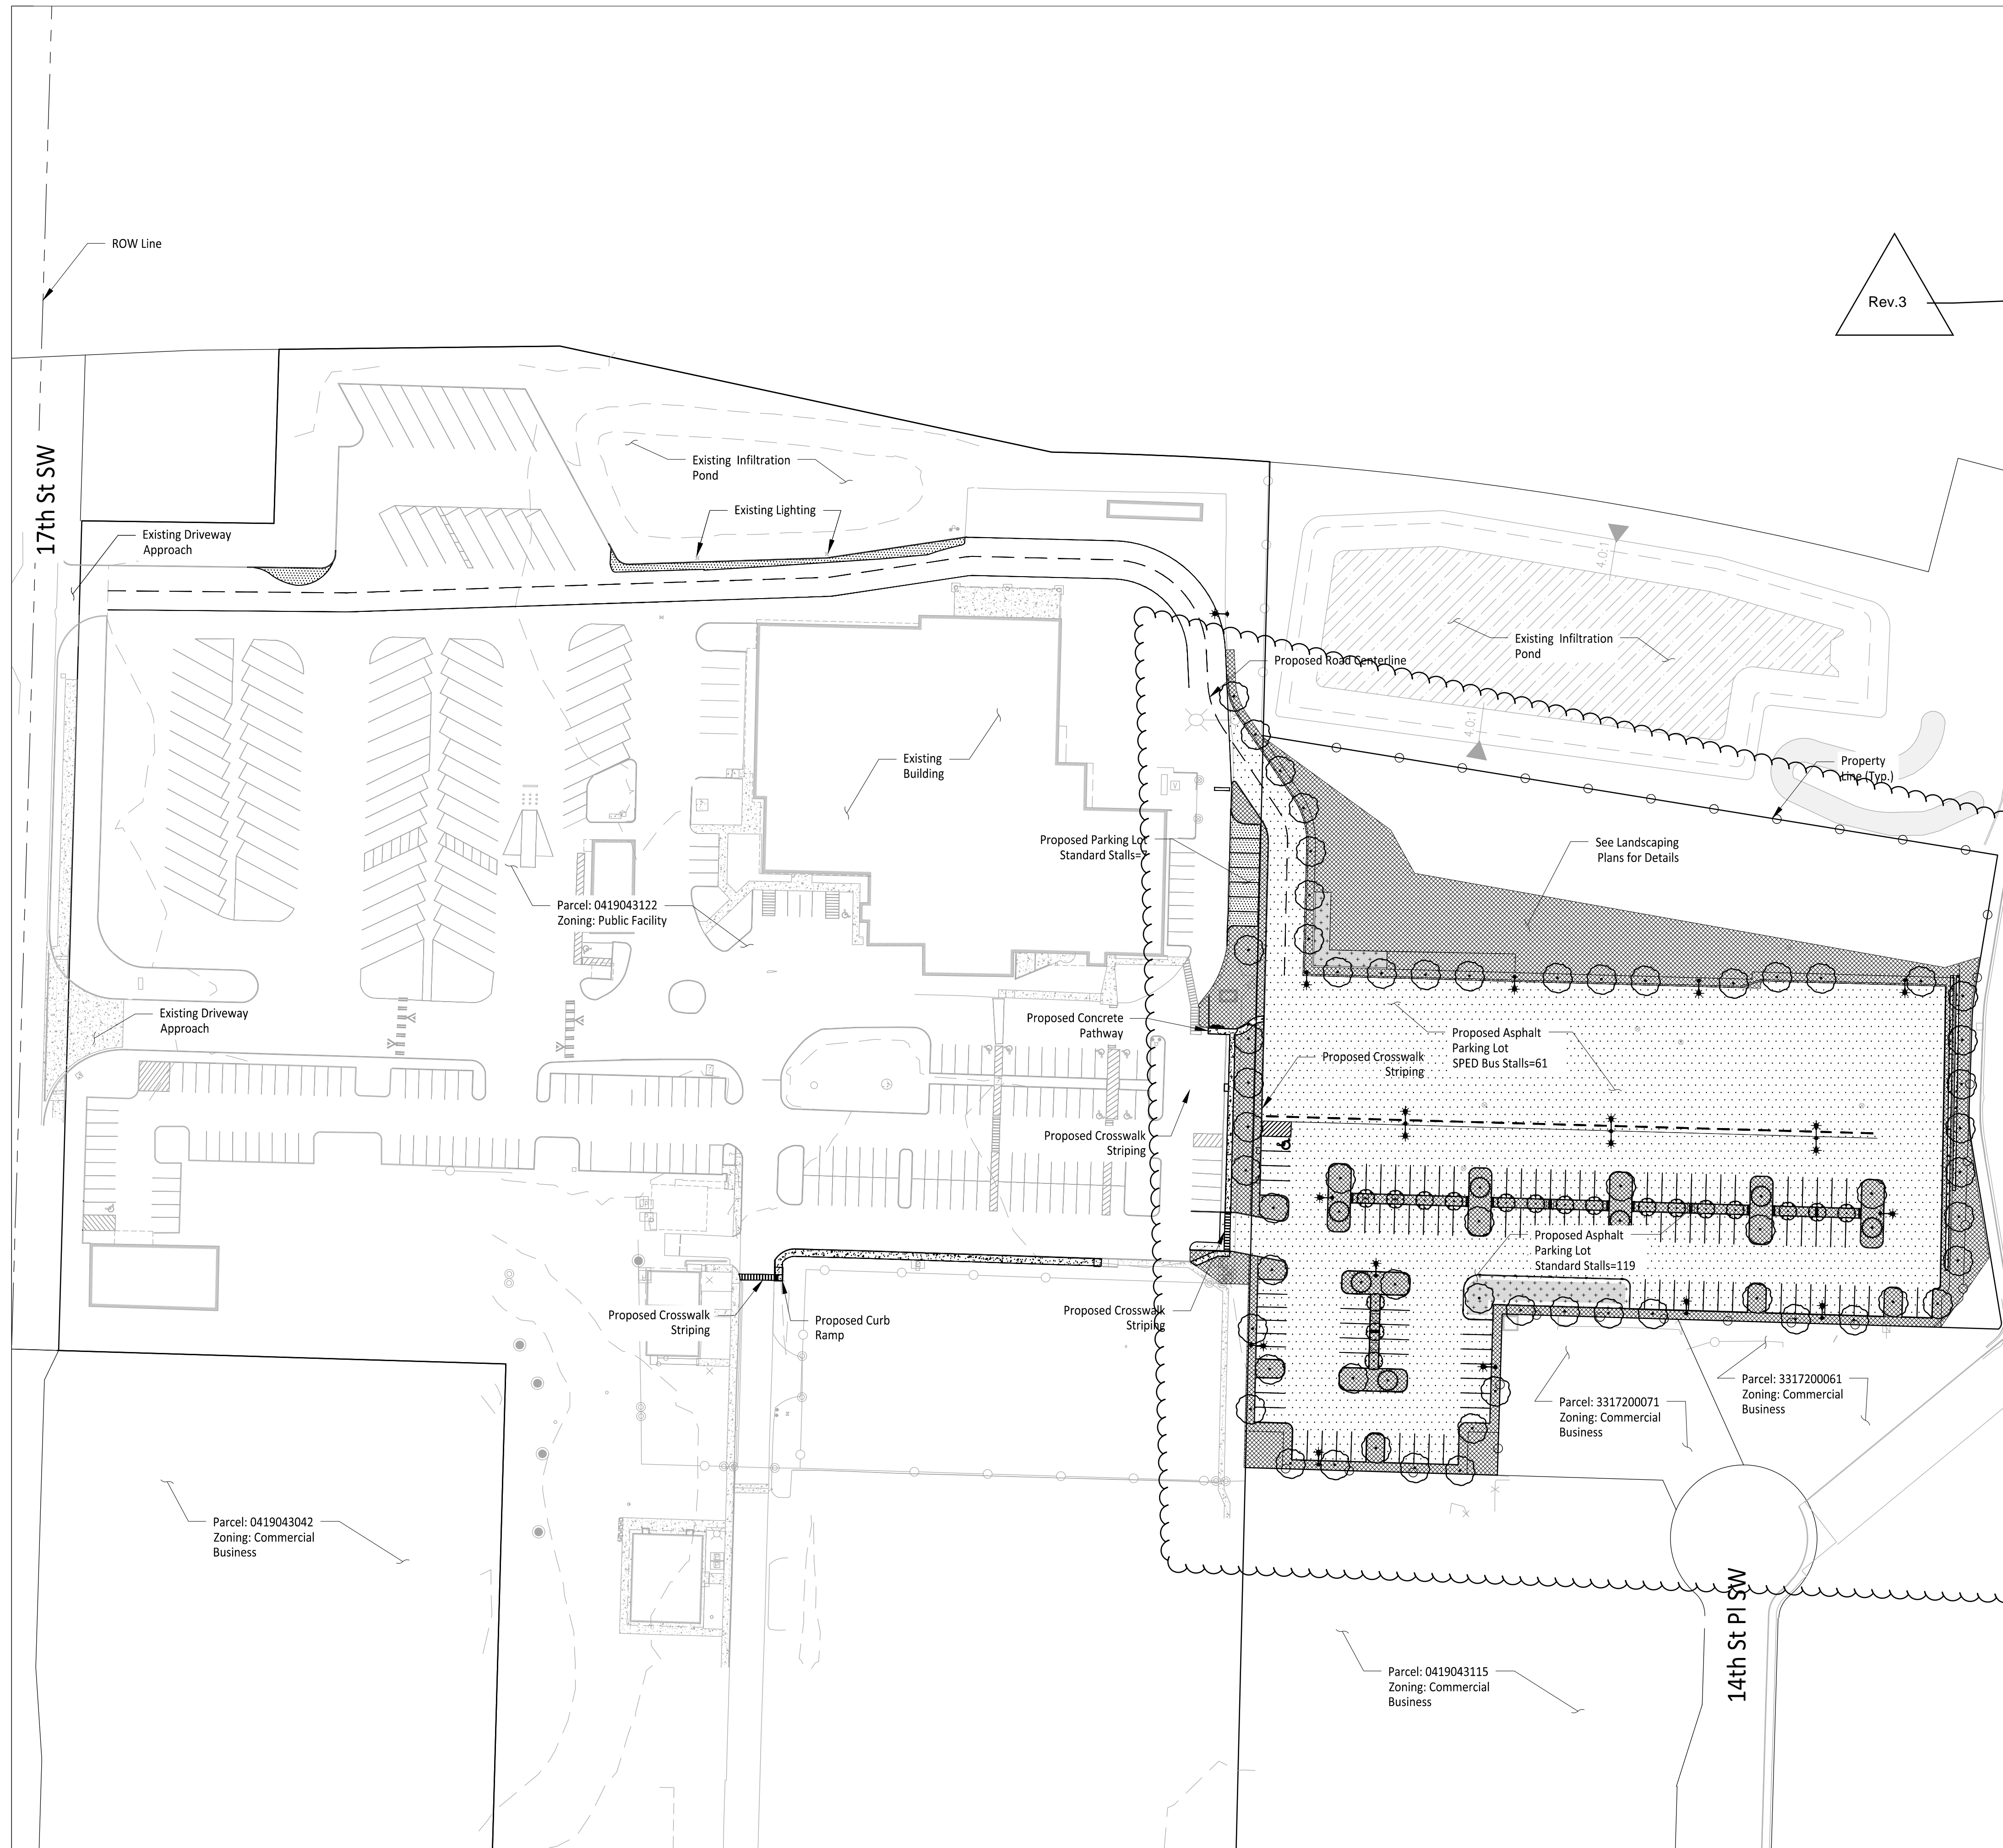 ROW Line
Rev.3
17th St SW
Existing Infiltration
Pond
Existing Lighting
Existing Driveway
Approach
4.0:1
Existing Infiltration
Pond
Proposed Road Centerline
4.0:1
Property
Line (Typ.)
Existing
Building
Proposed Parking Lot
Standard Stalls=7
See Landscaping
Plans for Details
Parcel: 0419043122
Zoning: Public Facility
Existing Driveway
Approach
Proposed Concrete
Pathway
Proposed Asphalt
Parking Lot
SPED Bus Stalls=61
Proposed Crosswalk
Striping
Proposed Crosswalk
Striping
Proposed Asphalt
Parking Lot
Standard Stalls=119
Proposed Crosswalk
Striping
Proposed Curb
Ramp
Proposed Crosswalk
Striping
Parcel: 3317200061
Zoning: Commercial
Business
Parcel: 3317200071
Zoning: Commercial
Business
Parcel: 0419043042
Zoning: Commercial
Business
14th St Pl SW
Parcel: 0419043115
Zoning: Commercial
Business